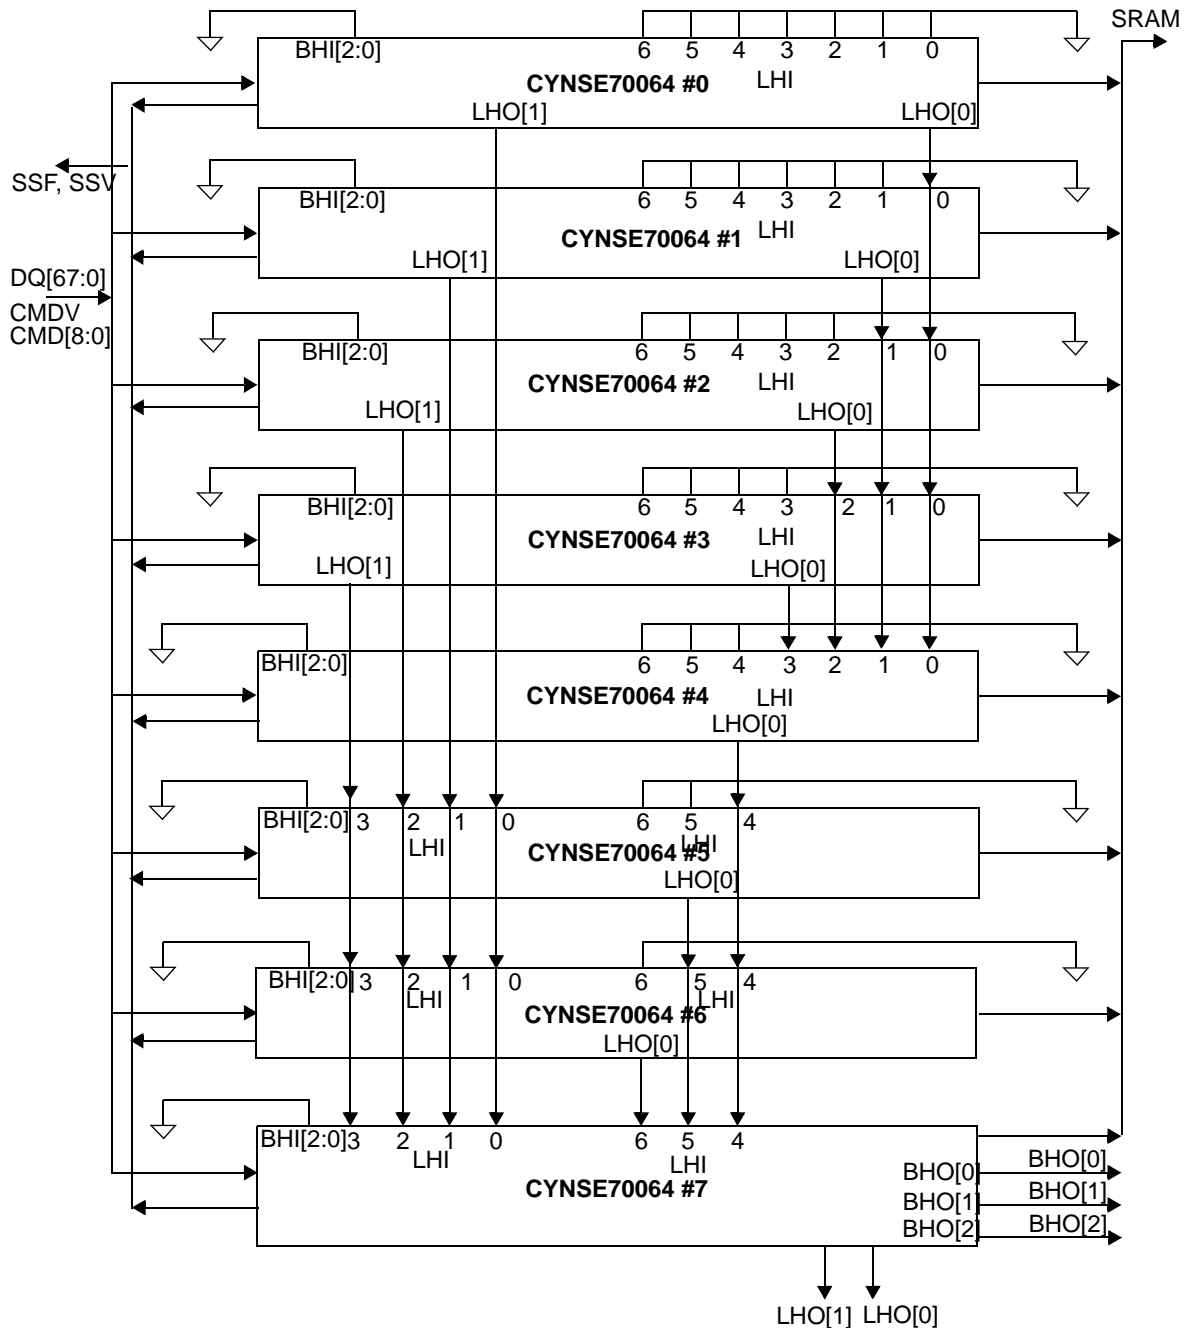 SRAM
BHI[2:0] 6 5 4 3 2 1 0
CYNSE70064 #0 LHI
LHO[1] LHO[0]
SSF, SSV
BHI[2:0] 6 5 4 3 2 1 0
CYNSE70064 #1 LHI
LHO[1] LHO[0]
DQ[67:0]
CMDV
CMD[8:0]
BHI[2:0] 6 5 4 3 2 1 0
CYNSE70064 #2 LHI
LHO[1] LHO[0]
BHI[2:0] 6 5 4 3 2 1 0
CYNSE70064 #3 LHI
LHO[1] LHO[0]
BHI[2:0] 6 5 4 3 2 1 0
CYNSE70064 #4 LHI
LHO[0]
BHI[2:0] 3 2 1 0 6 5 4
LHI CYNSE70064 #5 LHI
LHO[0]
BHI[2:0] 3 2 1 0 6 5 4
LHI LHI
CYNSE70064 #6
LHO[0]
BHI[2:0] 3 2 1 0 6 5 4
LHI LHI
CYNSE70064 #7
BHO[0] BHO[0]
BHO[1] BHO[1]
BHO[2] BHO[2]
LHO[1] LHO[0]